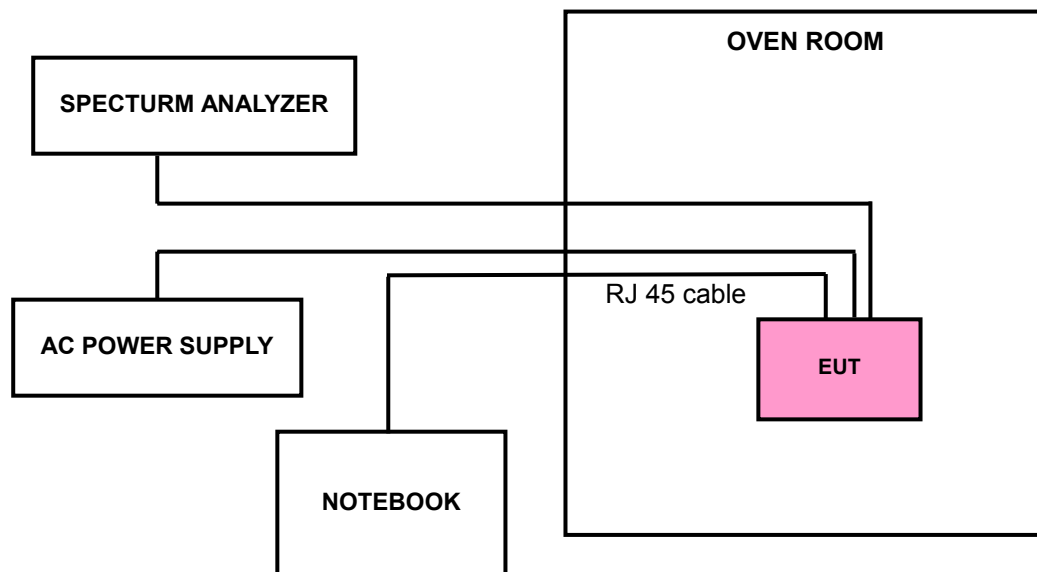 OVEN ROOM
SPECTURM ANALYZER
RJ 45 cable
AC POWER SUPPLY
EUT
NOTEBOOK